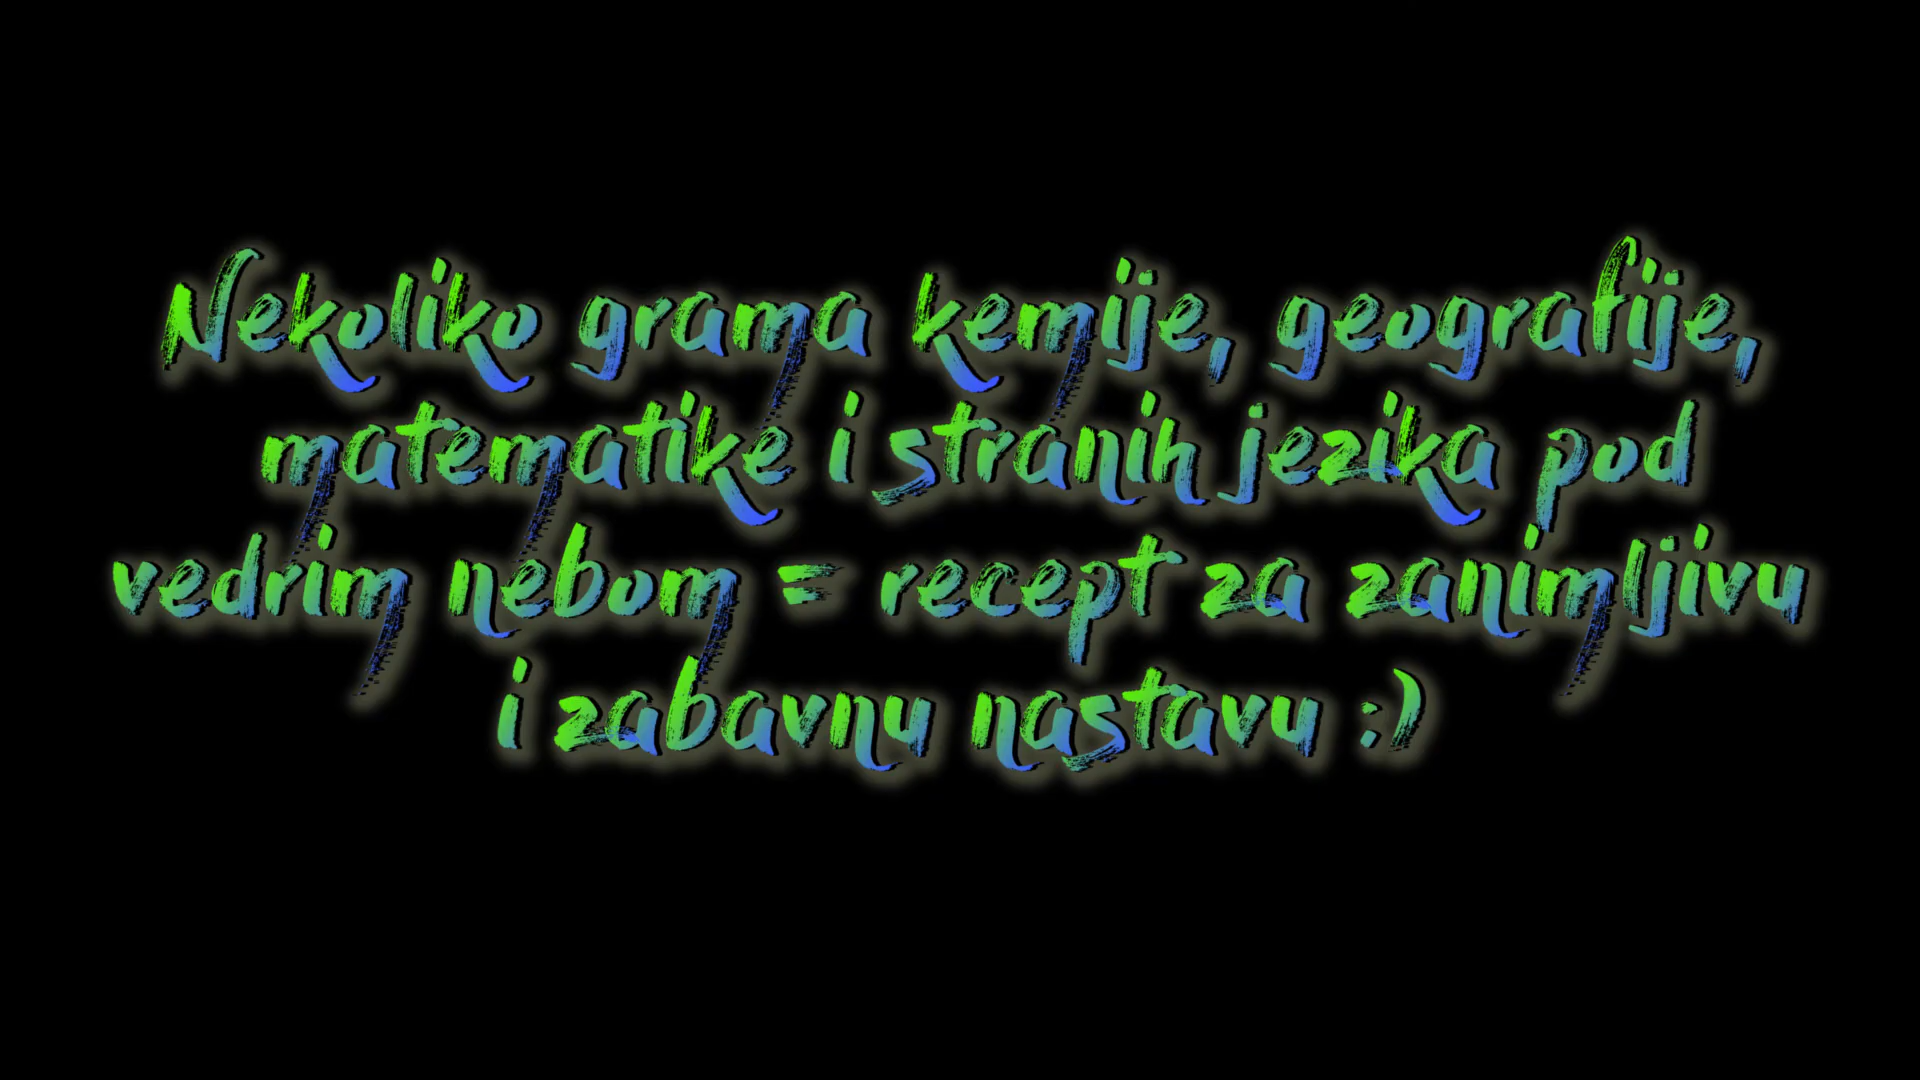 Nekoliko grama kemije, geografije,
matematike i stranih jezika pod
vedrim nebom = recept za zanimljivu
i zabavnu nastavu :)